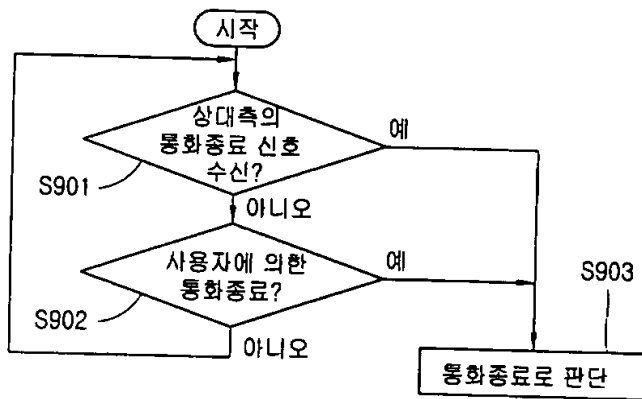 시작
상대측의
통화종료 신호
수신?
예
S901
아니오
사용자에 의한
통화종료?
예
S903
S902
아니오
통화종료로 판단